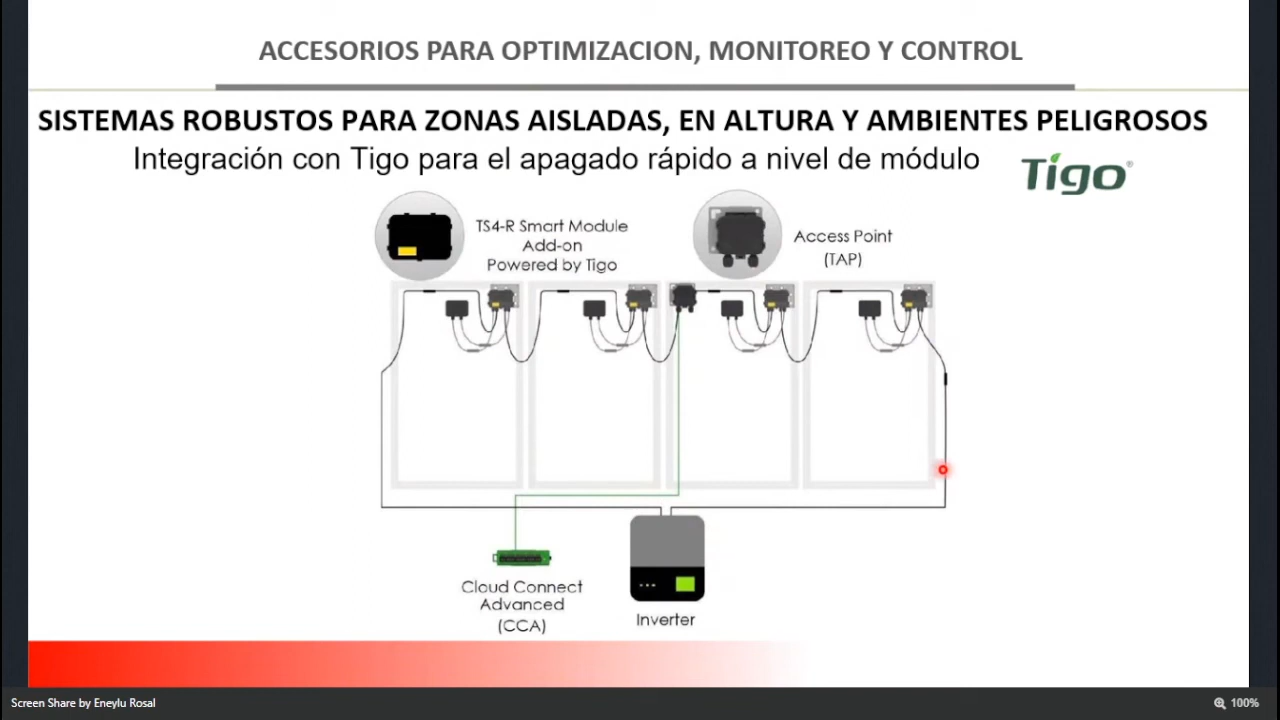 ACCESORIOS PARA OPTIMIZACION, MONITOREO Y CONTROL
SISTEMAS ROBUSTOS PARA ZONAS AISLADAS, EN ALTURA Y AMBIENTES PELIGROSOS
Integración con Tigo para el apagado rápido a nivel de módulo
Tigo®
TS4-R Smart Module
Add-on
Powered by Tigo
Access Point
(TAP)
Cloud Connect
Advanced
(CCA)
Inverter
Screen Share by Eneylu Rosal
100%